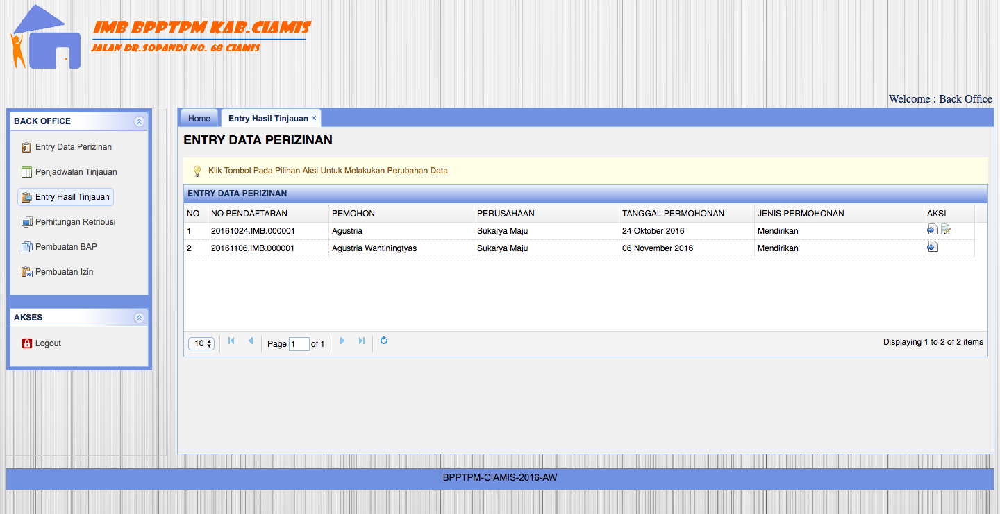 IMB BPPTPM KAB.CIAMIS
JALAN DR.SOPANDI NO. 68 CIAMIS
Welcome : Back Office
BACK OFFICE
Entry Data Perizinan
Penjadwalan Tinjauan
Entry Hasil Tinjauan
Perhitungan Retribusi
Pembuatan BAP
Pembuatan Izin
AKSES
Logout
Home Entry Hasil Tinjauan ×
ENTRY DATA PERIZINAN
Klik Tombol Pada Pilihan Aksi Untuk Melakukan Perubahan Data
ENTRY DATA PERIZINAN
NO NO PENDAFTARAN PEMOHON PERUSAHAAN TANGGAL PERMOHONAN JENIS PERMOHONAN AKSI
1 20161024.IMB.000001 Agustria Sukarya Maju 24 Oktober 2016 Mendirikan
2 20161106.IMB.000001 Agustria Wantiningtyas Sukarya Maju 06 November 2016 Mendirikan
10 Page 1 of 1 Displaying 1 to 2 of 2 items
BPPTPM-CIAMIS-2016-AW